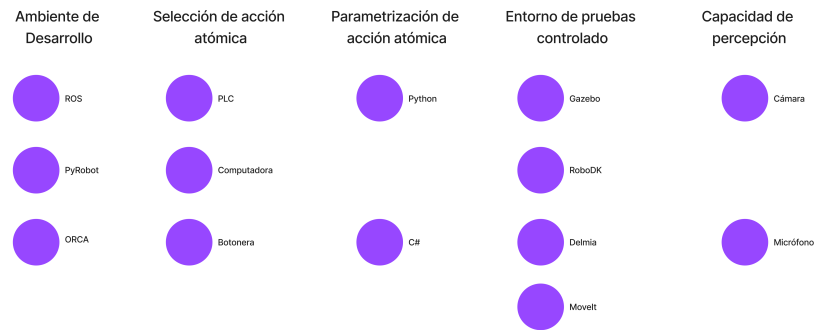 Ambiente de
Desarrollo
Selección de acción
atómica
Parametrización de
acción atómica
Entorno de pruebas
controlado
Capacidad de
percepción
ROS
PLC
Python
Gazebo
Cámara
PyRobot
Computadora
RoboDK
ORCA
Botonera
C#
Delmia
Micrófono
MoveIt